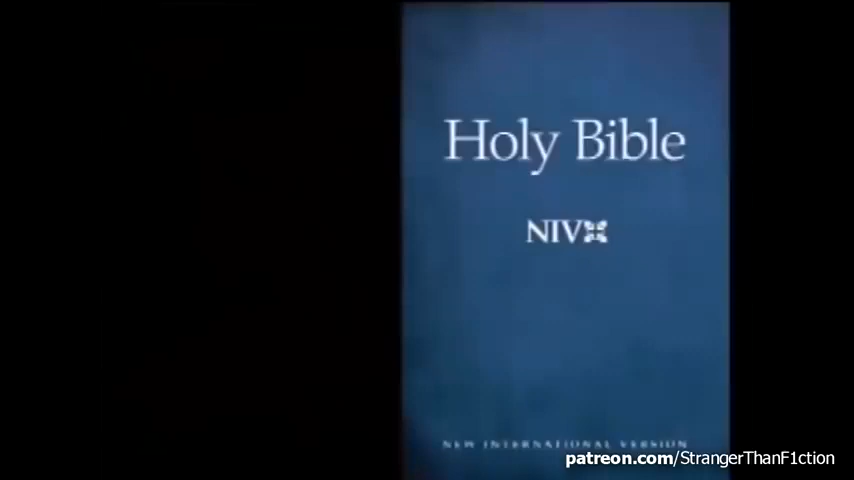 Holy Bible
NIV
NEW INTERNATIONAL VERSION
patreon.com/StrangerThanF1ction